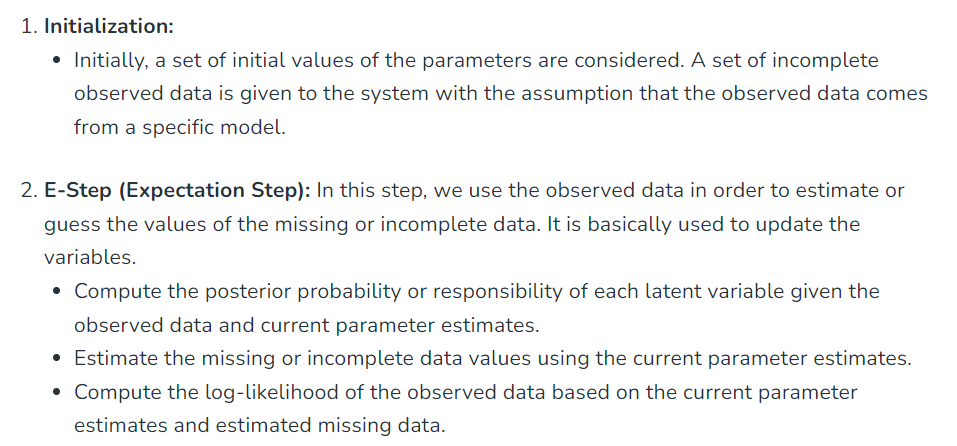 1. Initialization:
• Initially, a set of initial values of the parameters are considered. A set of incomplete
observed data is given to the system with the assumption that the observed data comes
from a specific model.
2. E-Step (Expectation Step): In this step, we use the observed data in order to estimate or
guess the values of the missing or incomplete data. It is basically used to update the
variables.
• Compute the posterior probability or responsibility of each latent variable given the
observed data and current parameter estimates.
• Estimate the missing or incomplete data values using the current parameter estimates.
• Compute the log-likelihood of the observed data based on the current parameter
estimates and estimated missing data.